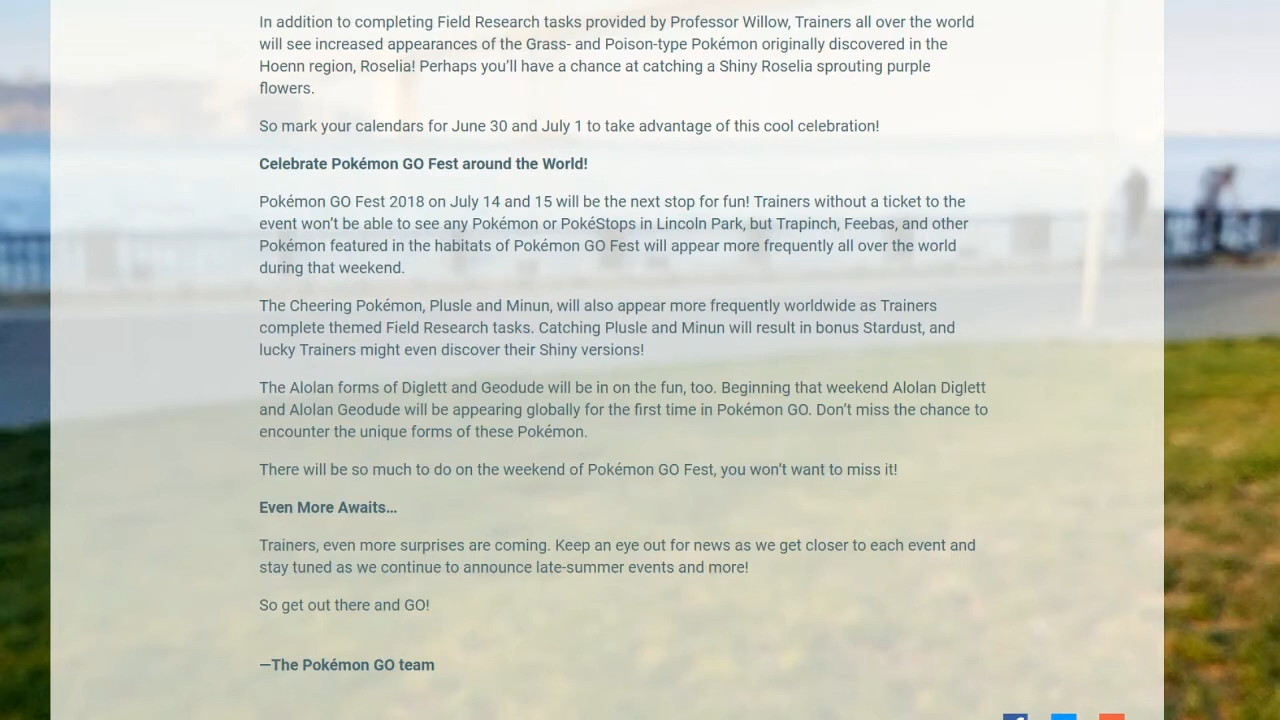 In addition to completing Field Research tasks provided by Professor Willow, Trainers all over the world
will see increased appearances of the Grass- and Poison-type Pokémon originally discovered in the
Hoenn region, Roselia! Perhaps you’ll have a chance at catching a Shiny Roselia sprouting purple
flowers.
So mark your calendars for June 30 and July 1 to take advantage of this cool celebration!
Celebrate Pokémon GO Fest around the World!
Pokémon GO Fest 2018 on July 14 and 15 will be the next stop for fun! Trainers without a ticket to the
event won’t be able to see any Pokémon or PokéStops in Lincoln Park, but Trapinch, Feebas, and other
Pokémon featured in the habitats of Pokémon GO Fest will appear more frequently all over the world
during that weekend.
The Cheering Pokémon, Plusle and Minun, will also appear more frequently worldwide as Trainers
complete themed Field Research tasks. Catching Plusle and Minun will result in bonus Stardust, and
lucky Trainers might even discover their Shiny versions!
The Alolan forms of Diglett and Geodude will be in on the fun, too. Beginning that weekend Alolan Diglett
and Alolan Geodude will be appearing globally for the first time in Pokémon GO. Don’t miss the chance to
encounter the unique forms of these Pokémon.
There will be so much to do on the weekend of Pokémon GO Fest, you won’t want to miss it!
Even More Awaits…
Trainers, even more surprises are coming. Keep an eye out for news as we get closer to each event and
stay tuned as we continue to announce late-summer events and more!
So get out there and GO!
—The Pokémon GO team